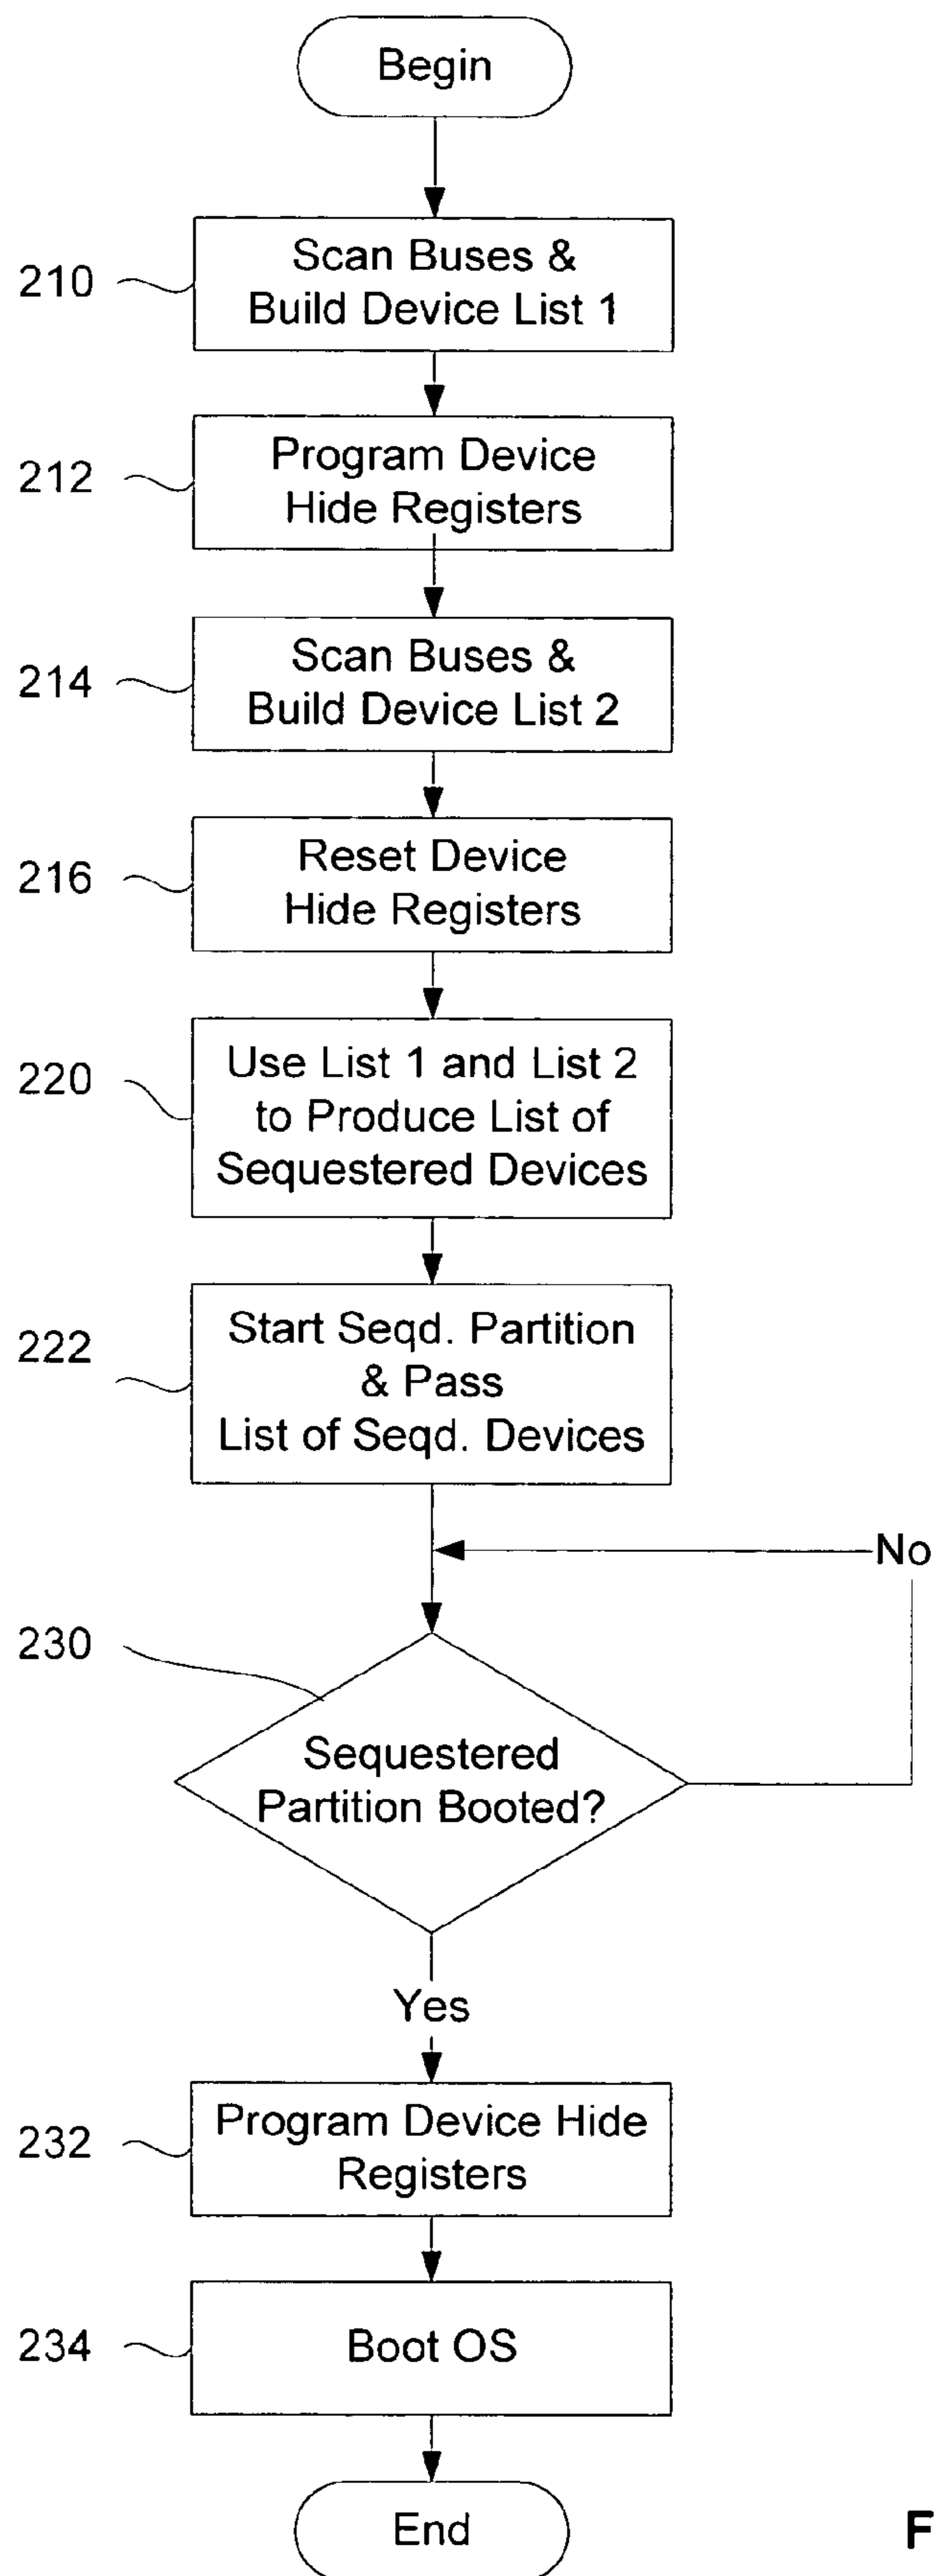 Begin
210
Scan Buses &
Build Device List 1
212
Program Device
Hide Registers
214
Scan Buses &
Build Device List 2
216
Reset Device
Hide Registers
220
Use List 1 and List 2
to Produce List of
Sequestered Devices
222
Start Seqd. Partition
& Pass
List of Seqd. Devices
No
230
Sequestered
Partition Booted?
Yes
232
Program Device Hide
Registers
234
Boot OS
End
F